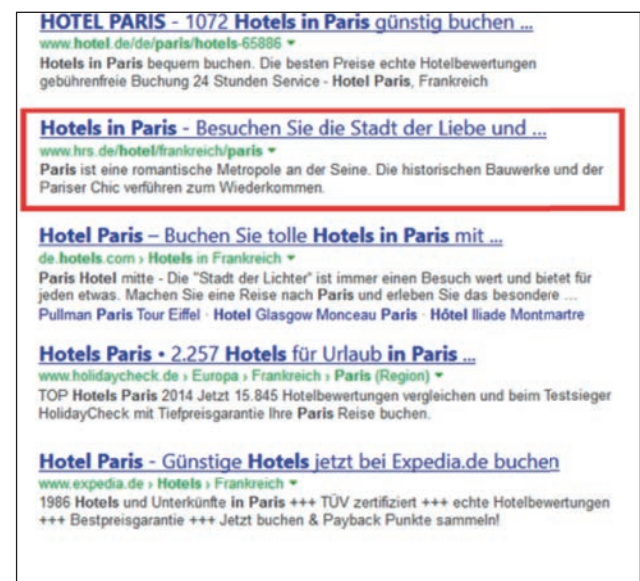 HOTEL PARIS - 1072 Hotels in Paris günstig buchen ...
www.hotel.de/de/paris/hotels-65886
Hotels in Paris bequem buchen. Die besten Preise echte Hotelbewertungen
gebührenfreie Buchung 24 Stunden Service - Hotel Paris, Frankreich
Hotels in Paris - Besuchen Sie die Stadt der Liebe und ...
www.hrs.de/hotel/frankreich/paris
Paris ist eine romantische Metropole an der Seine. Die historischen Bauwerke und der
Pariser Chic verführen zum Wiederkommen.
Hotel Paris – Buchen Sie tolle Hotels in Paris mit ...
de.hotels.com › Hotels in Frankreich
Paris Hotel mitte - Die "Stadt der Lichter" ist immer einen Besuch wert und bietet für
jeden etwas. Machen Sie eine Reise nach Paris und erleben Sie das besondere ...
Pullman Paris Tour Eiffel · Hotel Glasgow Monceau Paris · Hôtel Iliade Montmartre
Hotels Paris • 2.257 Hotels für Urlaub in Paris ...
www.holidaycheck.de › Europa › Frankreich › Paris (Region)
TOP Hotels Paris 2014 Jetzt 15.845 Hotelbewertungen vergleichen und beim Testsieger
HolidayCheck mit Tiefpreisgarantie Ihre Paris Reise buchen.
Hotel Paris - Günstige Hotels jetzt bei Expedia.de buchen
www.expedia.de › Hotels › Frankreich
1986 Hotels und Unterkünfte in Paris +++ TÜV zertifiziert +++ echte Hotelbewertungen
+++ Bestpreisgarantie +++ Jetzt buchen & Payback Punkte sammeln!